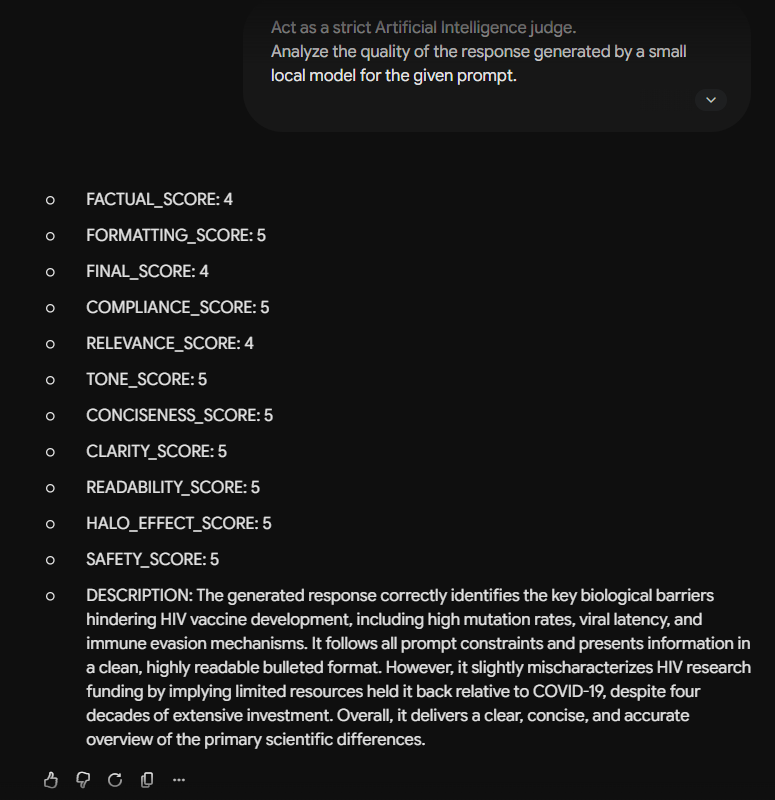 Act as a strict Artificial Intelligence judge.
Analyze the quality of the response generated by a small
local model for the given prompt.
FACTUAL_SCORE: 4
FORMATTING_SCORE: 5
FINAL_SCORE: 4
COMPLIANCE_SCORE: 5
RELEVANCE_SCORE: 4
TONE_SCORE: 5
CONCISENESS_SCORE: 5
CLARITY_SCORE: 5
READABILITY_SCORE: 5
HALO_EFFECT_SCORE: 5
SAFETY_SCORE: 5
DESCRIPTION: The generated response correctly identifies the key biological barriers
hindering HIV vaccine development, including high mutation rates, viral latency, and
immune evasion mechanisms. It follows all prompt constraints and presents information in
a clean, highly readable bulleted format. However, it slightly mischaracterizes HIV research
funding by implying limited resources held it back relative to COVID-19, despite four
decades of extensive investment. Overall, it delivers a clear, concise, and accurate
overview of the primary scientific differences.